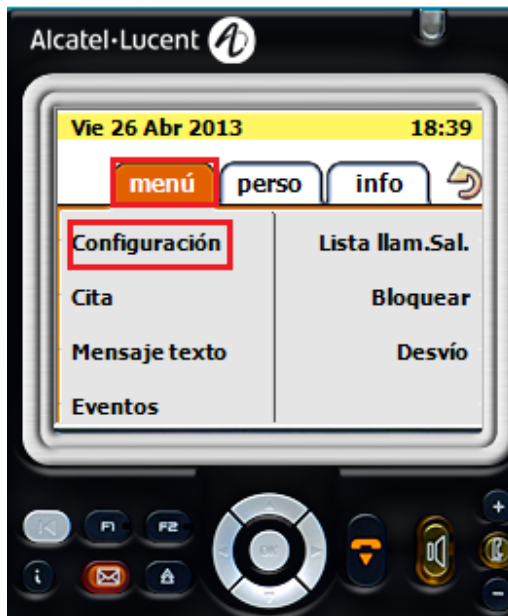 Alcatel·Lucent
Vie 26 Abr 2013 18:39
menú perso info
Configuración Lista llam.Sal.
Cita Bloquear
Mensaje texto Desvío
Eventos
F1 F2 OK +
i -